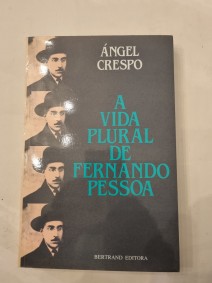 ÁNGEL
CRESPO
A
VIDA
PLURAL
DE
FERNANDO
PESSOA
BERTRAND EDITORA